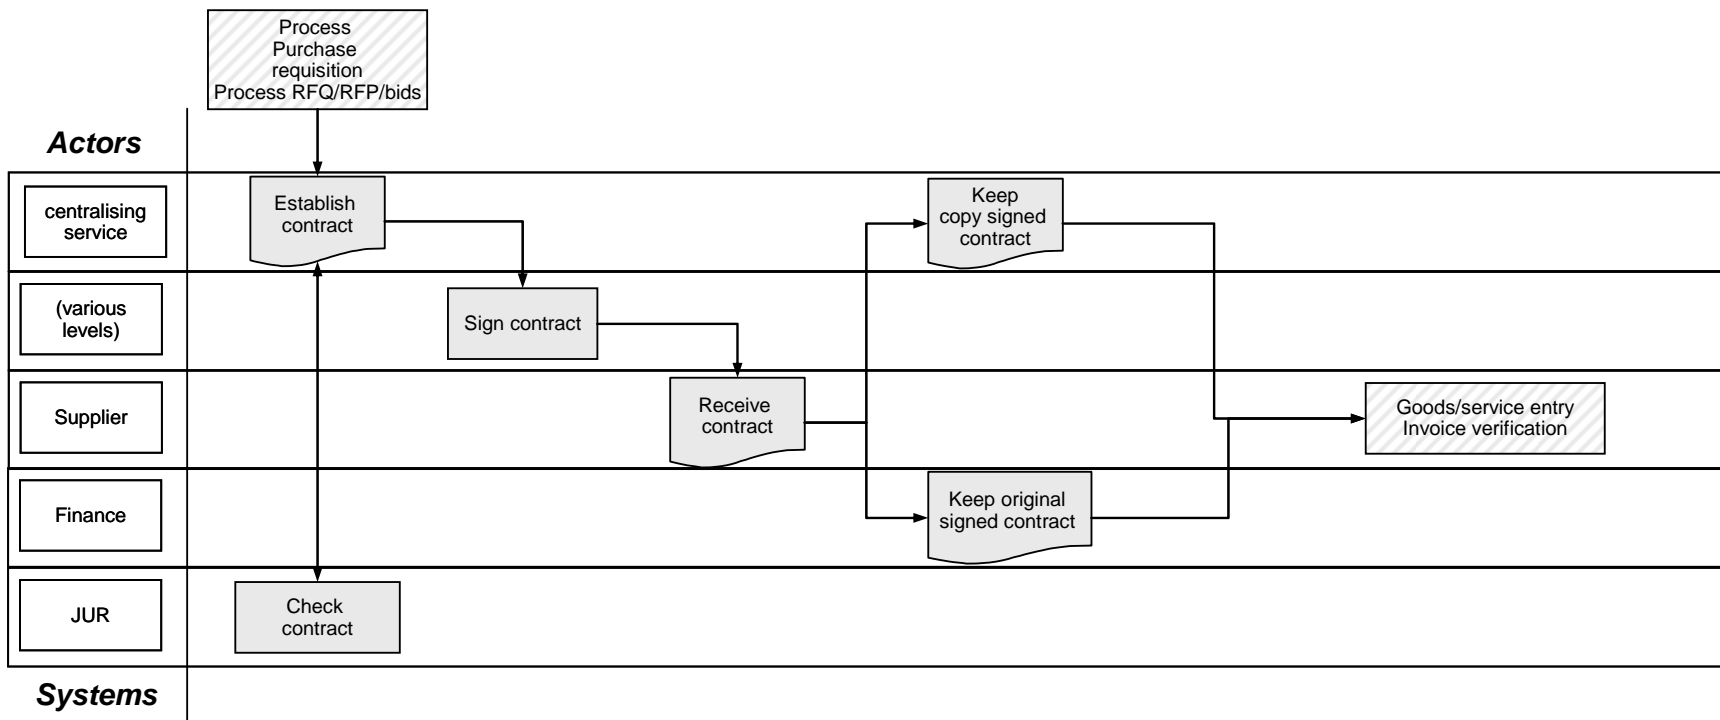 Process
Purchase
requisition
Process RFQ/RFP/bids
Actors
centralising
service
Establish
contract
Keep
copy signed
contract
(various
levels)
Sign contract
Supplier
Receive
contract
Goods/service entry
Invoice verification
Finance
Keep original
signed contract
JUR
Check
contract
Systems